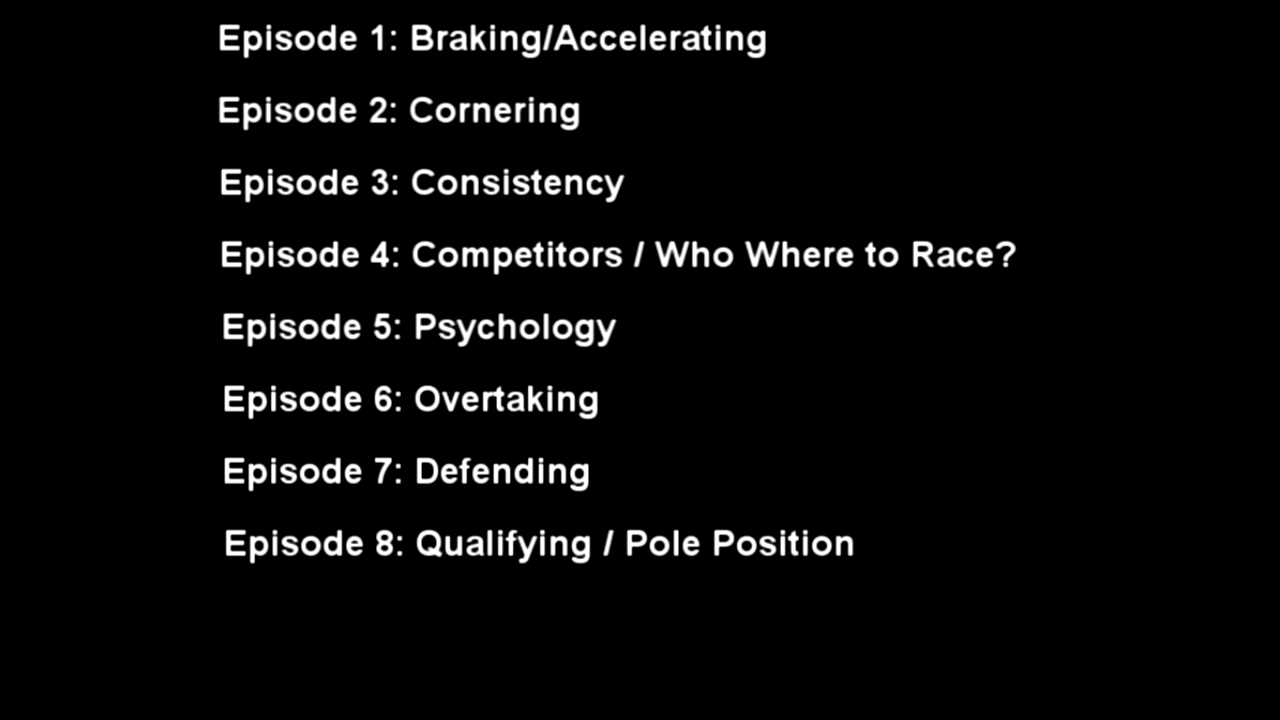 Episode 1: Braking/Accelerating
Episode 2: Cornering
Episode 3: Consistency
Episode 4: Competitors / Who Where to Race?
Episode 5: Psychology
Episode 6: Overtaking
Episode 7: Defending
Episode 8: Qualifying / Pole Position